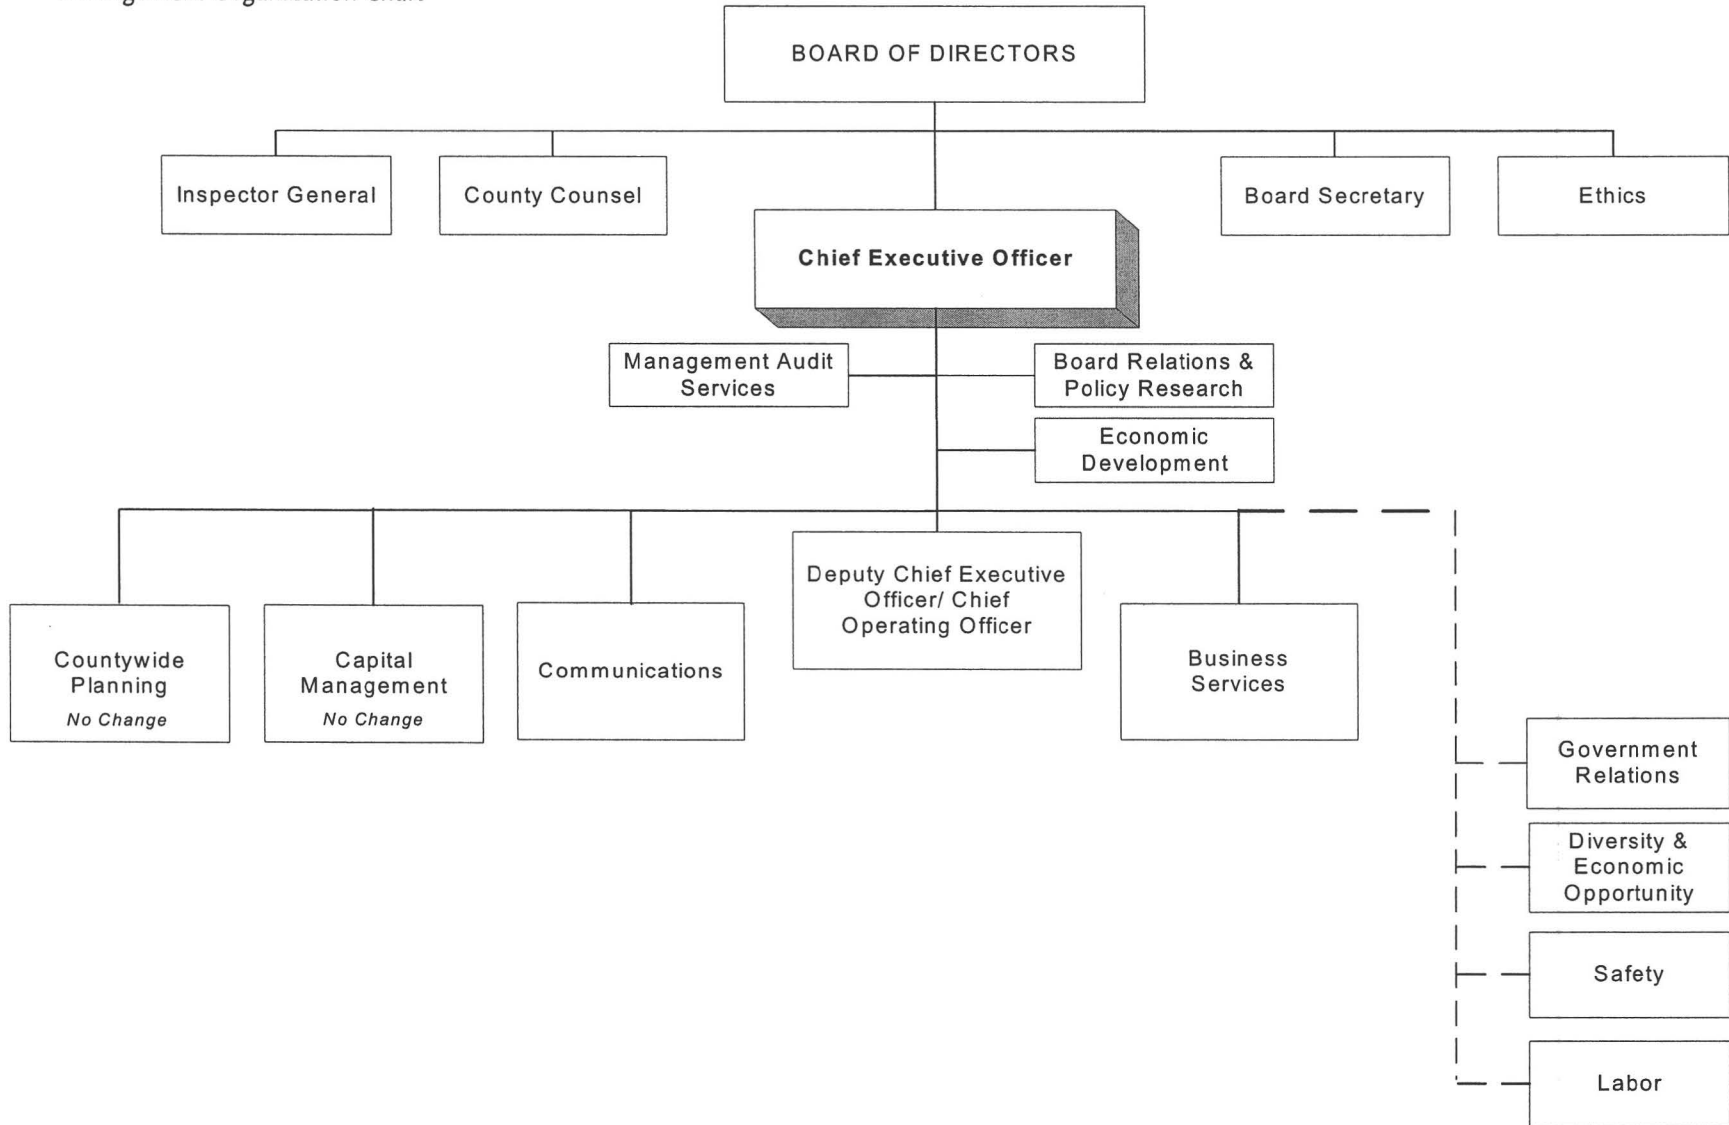 Organization Chart
BOARD OF DIRECTORS
Inspector General
County Counsel
Board Secretary
Ethics
Chief Executive Officer
Management Audit
Services
Board Relations &
Policy Research
Economic
Development
Deputy Chief Executive
Officer/ Chief
Operating Officer
Countywide
Planning
No Change
Capital
Management
No Change
Communications
Business
Services
Government
Relations
Diversity &
Economic
Opportunity
Safety
Labor